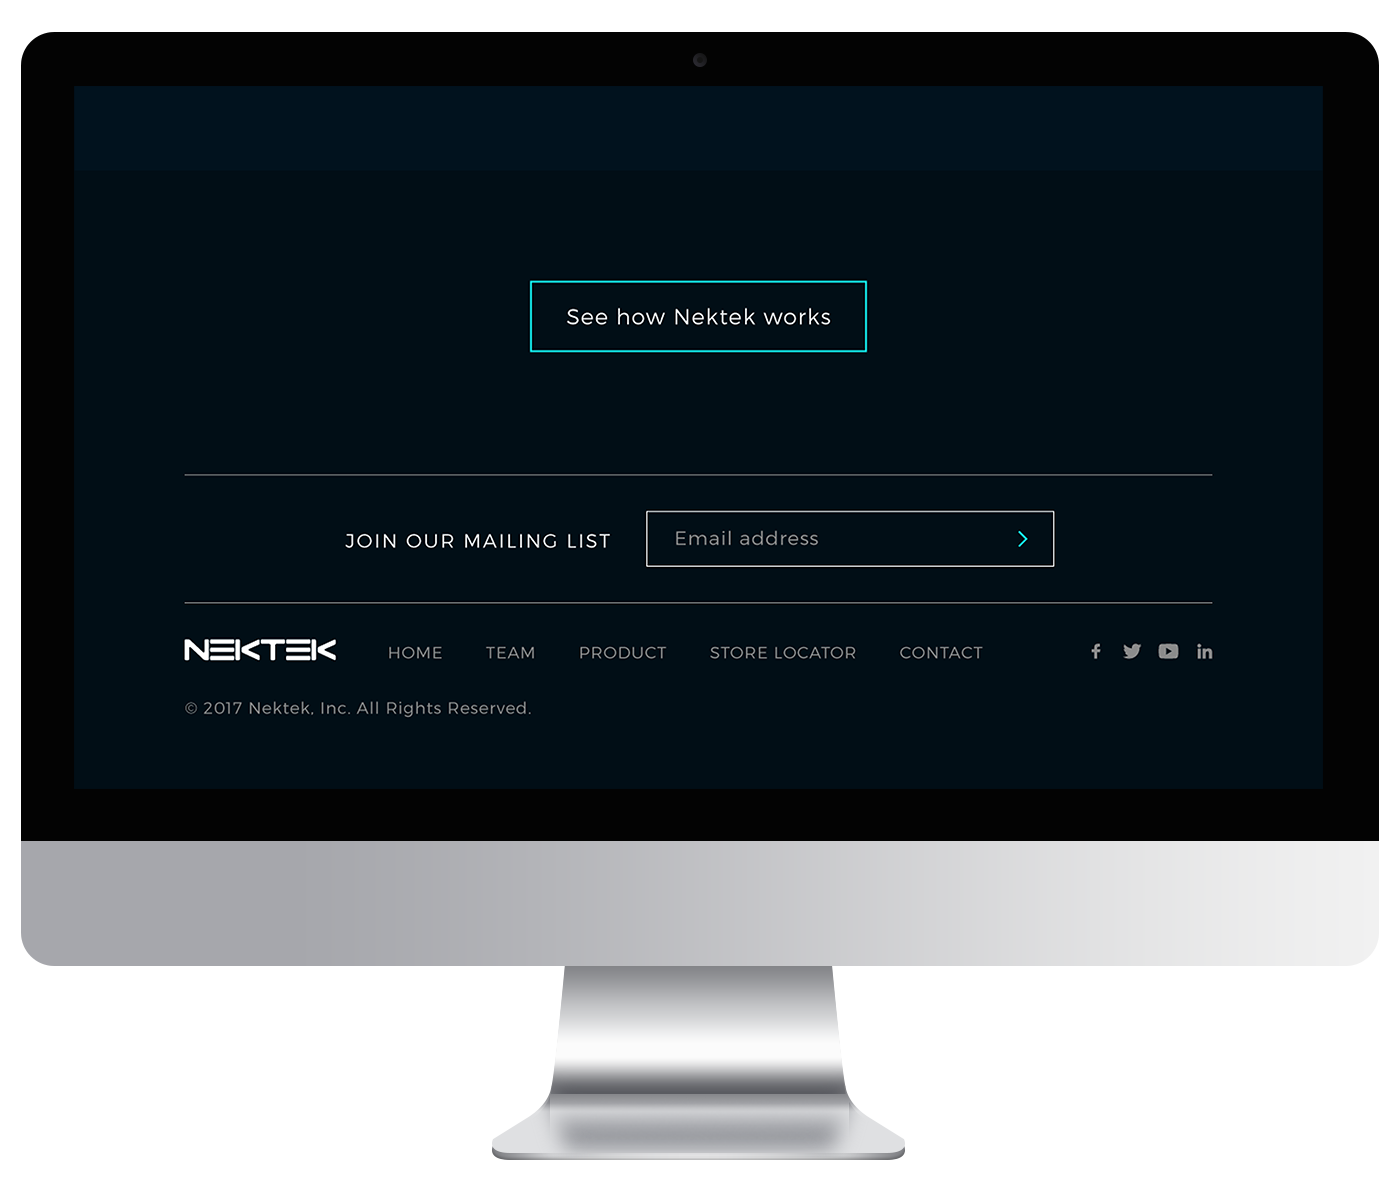 See how Nektek works
JOIN OUR MAILING LIST
Email address
NEKTEK HOME TEAM PRODUCT STORE LOCATOR CONTACT
© 2017 Nektek, Inc. All Rights Reserved.